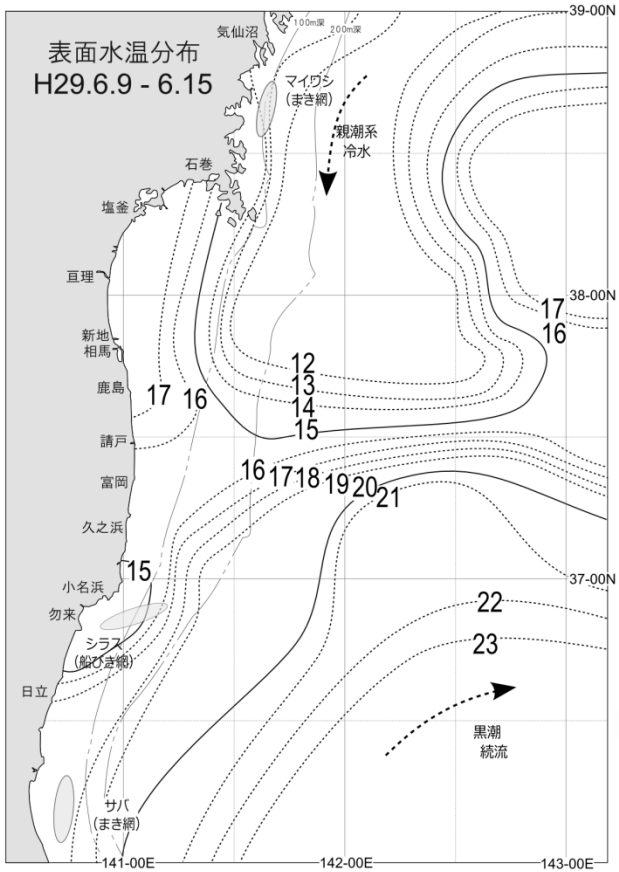 39-00N
気仙沼
100m深
200m深
表面水温分布
H29.6.9 - 6.15
マイワシ
(まき網)
親潮系
冷水
石巻
塩釜
亘理
38-00N
17
16
新地
相馬
12
13
鹿島
17
16
14
15
請戸
16
17
18
19
20
21
富岡
久之浜
15
37-00N
小名浜
勿来
22
シラス
(船びき網)
23
日立
黒潮
続流
サバ
(まき網)
141-00E
142-00E
143-00E